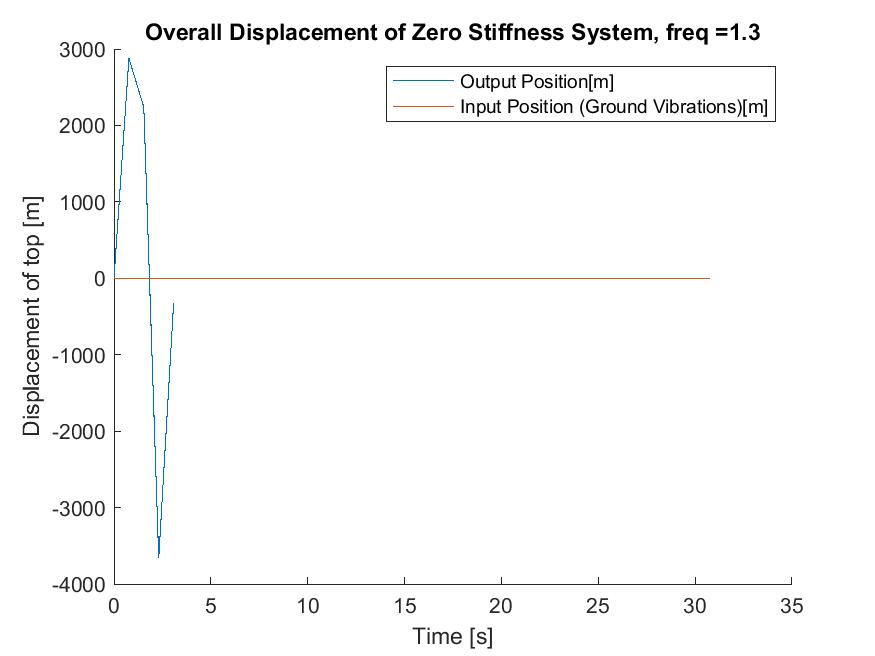 Overall Displacement of Zero Stiffness System, freq =1.3
3000
2000
1000
0
-1000
-2000
-3000
-4000
Displacement of top [m]
Output Position[m]
Input Position (Ground Vibrations)[m]
0 5 10 15 20 25 30 35
Time [s]